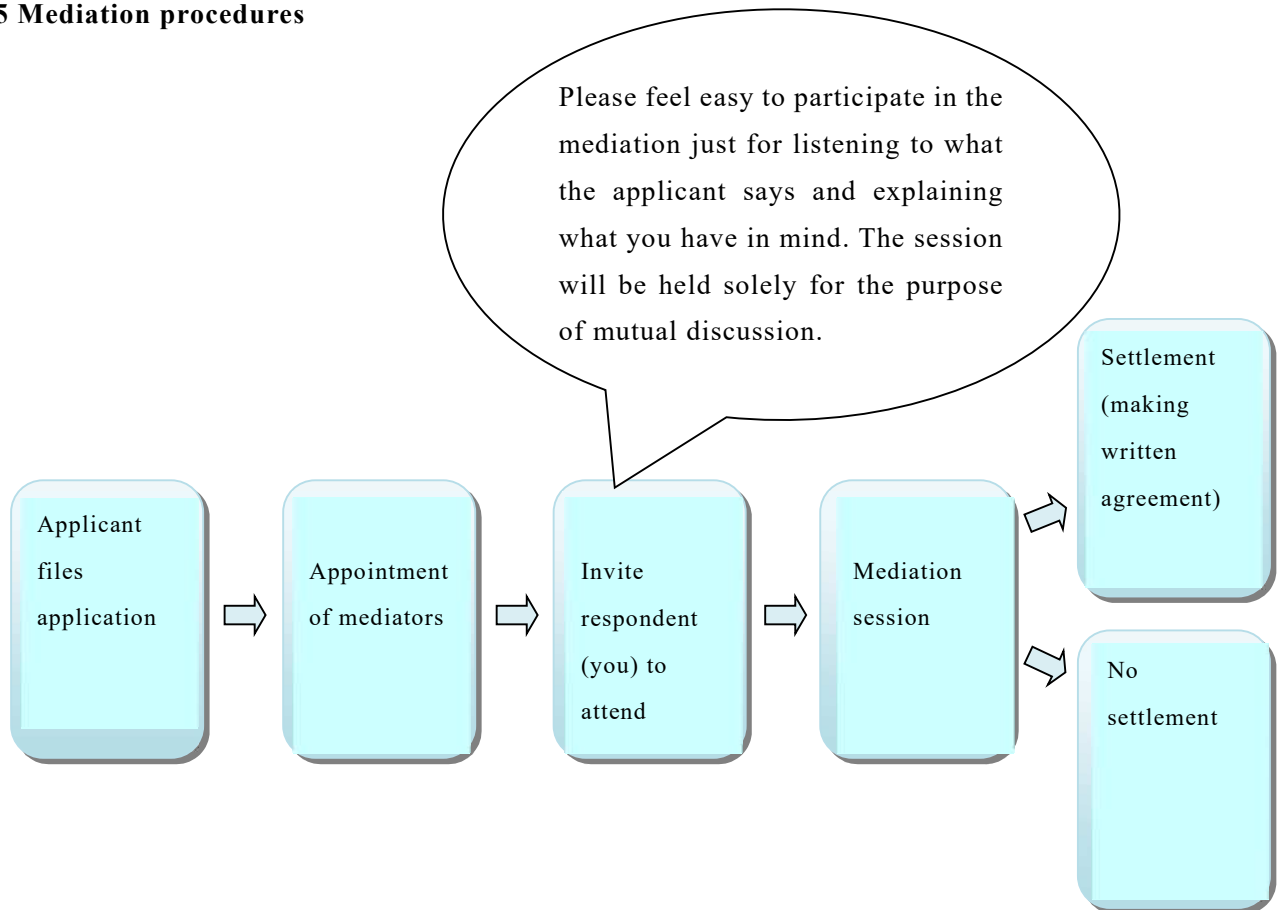 5 Mediation procedures
Please feel easy to participate in the
mediation just for listening to what
the applicant says and explaining
what you have in mind. The session
will be held solely for the purpose
of mutual discussion.
Applicant
files
application
Appointment
of mediators
Invite
respondent
(you) to
attend
Mediation
session
Settlement
(making
written
agreement)
No
settlement